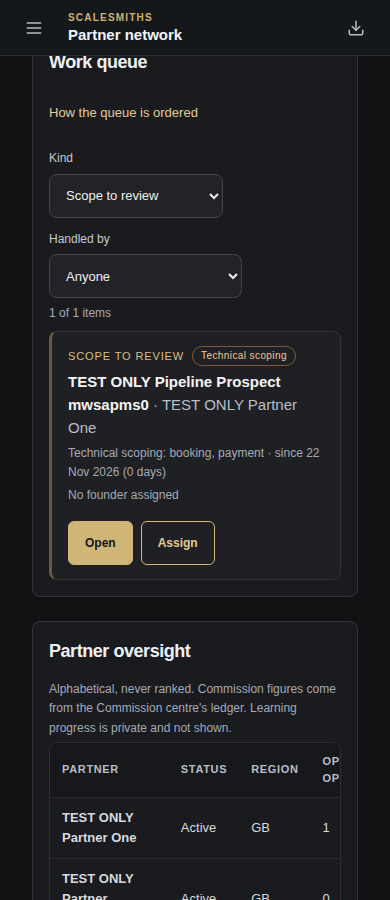 SCALESMITHS
Partner network
Work queue
How the queue is ordered
Kind
Scope to review
Handled by
Anyone
1 of 1 items
SCOPE TO REVIEW Technical scoping
TEST ONLY Pipeline Prospect
mwsapms0 · TEST ONLY Partner
One
Technical scoping: booking, payment · since 22
Nov 2026 (0 days)
No founder assigned
Open Assign
Partner oversight
Alphabetical, never ranked. Commission figures come
from the Commission centre's ledger. Learning
progress is private and not shown.
PARTNER STATUS REGION OP
OP
TEST ONLY
Partner One Active GB 1
TEST ONLY
Partner Active GB 0